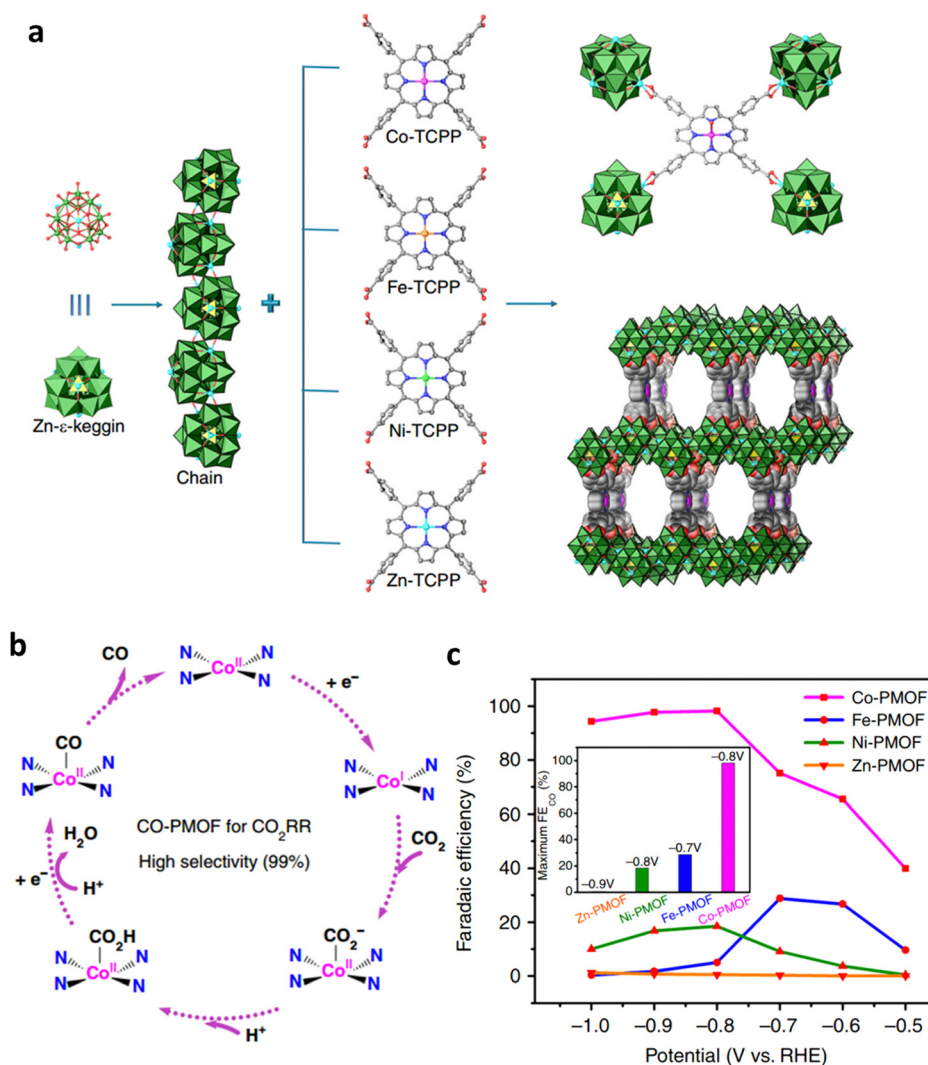 a
Co-TCPP
Fe-TCPP
Ni-TCPP
Zn-TCPP
Zn-ε-keggin
Chain
b
CO
N N
Co^II
N N
+ e⁻
N N
Co^I
N N
CO₂
CO₂⁻
N N
Co^II
N N
H⁺
CO₂H
N N
Co^II
N N
+ e⁻
H₂O
H⁺
CO
N N
Co^II
N N
CO-PMOF for CO₂RR
High selectivity (99%)
c
Faradaic efficiency (%)
100
80
60
40
20
0
−1.0 −0.9 −0.8 −0.7 −0.6 −0.5
Potential (V vs. RHE)
Co-PMOF
Fe-PMOF
Ni-PMOF
Zn-PMOF
Maximum FE_CO (%)
100
80
60
40
20
0
−0.9V
−0.8V
−0.7V
−0.8V
Zn-PMOF
Ni-PMOF
Fe-PMOF
Co-PMOF